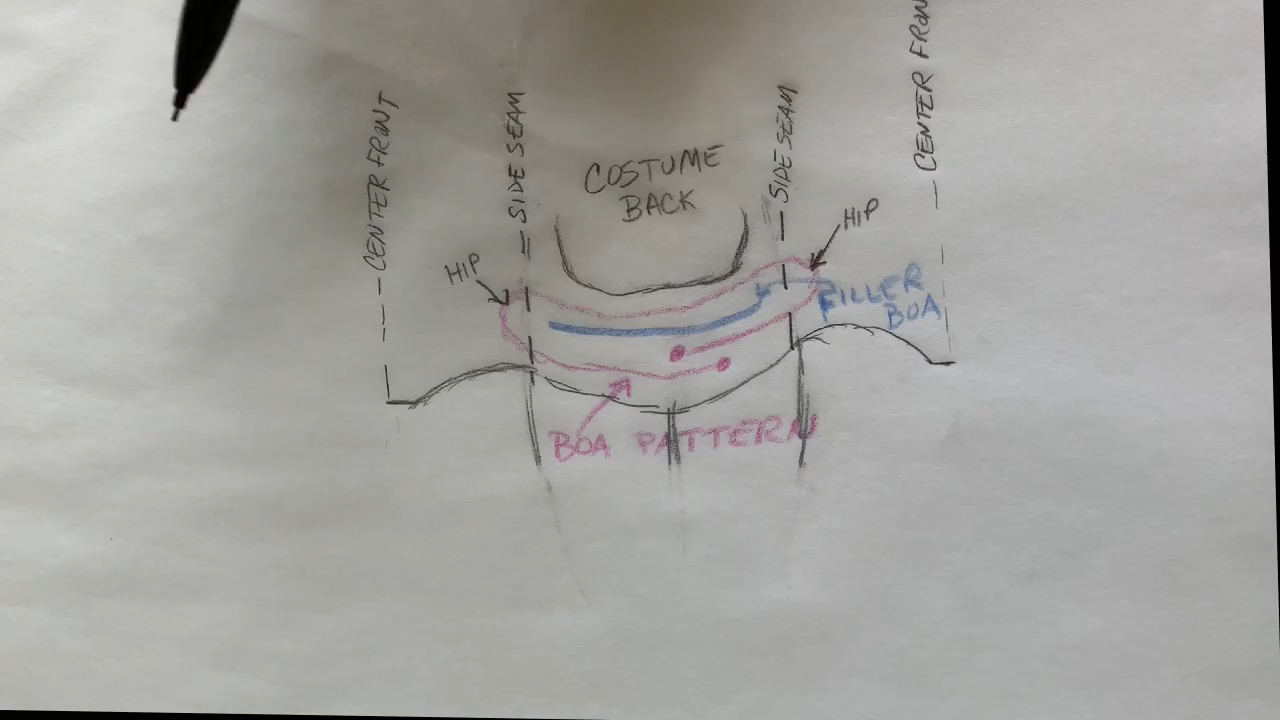 CENTER FRONT
SIDE SEAM
COSTUME
BACK
SIDE SEAM
CENTER FRON
HIP
HIP
FILLER
BOA
BOA PATTERN